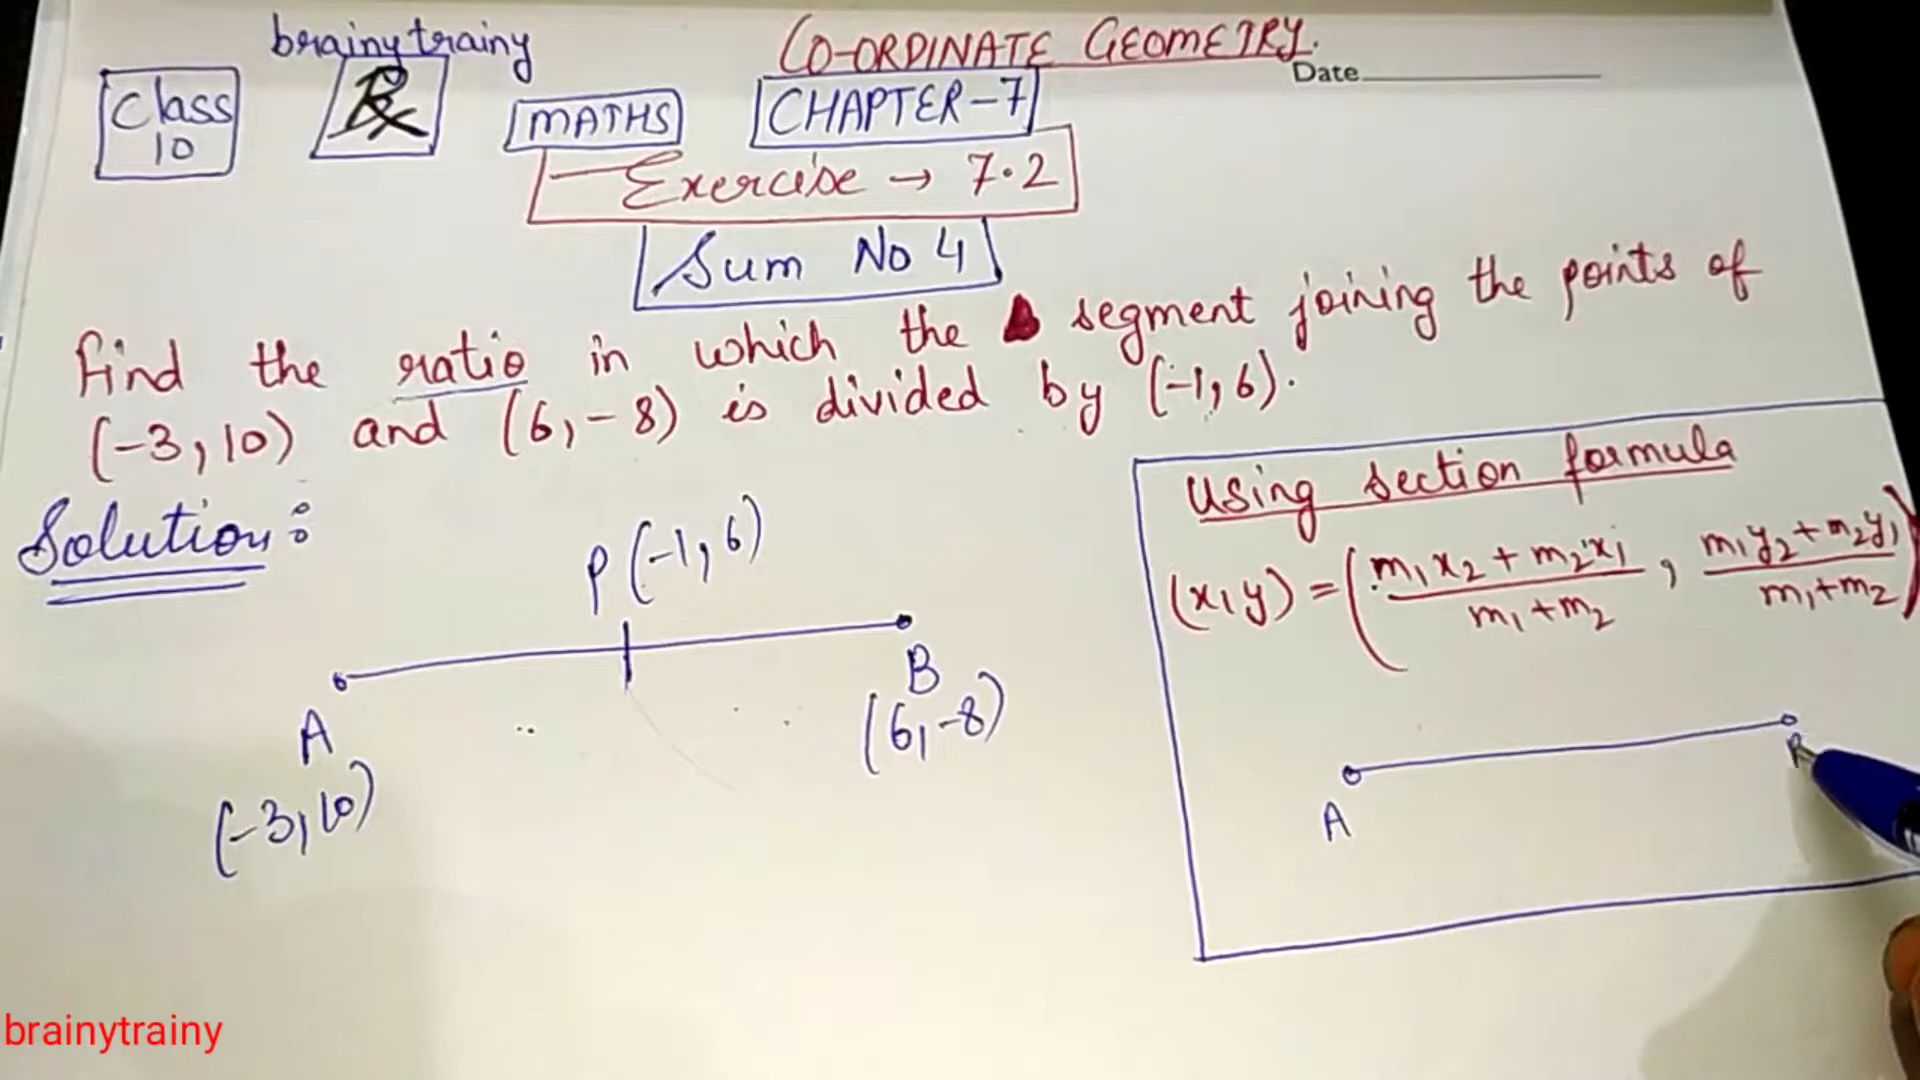 brainytrainy
CO-ORDINATE GEOMETRY.
Date
Class
10
MATHS
CHAPTER-7
Exercise → 7.2
Sum No 4
Find the ratio in which the segment joining the points of
(-3,10) and (6,-8) is divided by (-1,6).
Solution:
P(-1,6)
A
(-3,10)
B
(6,-8)
Using section formula
(x,y) = (m₁x₂ + m₂x₁ / m₁+m₂ , m₁y₂ + m₂y₁ / m₁+m₂)
A
brainytrainy